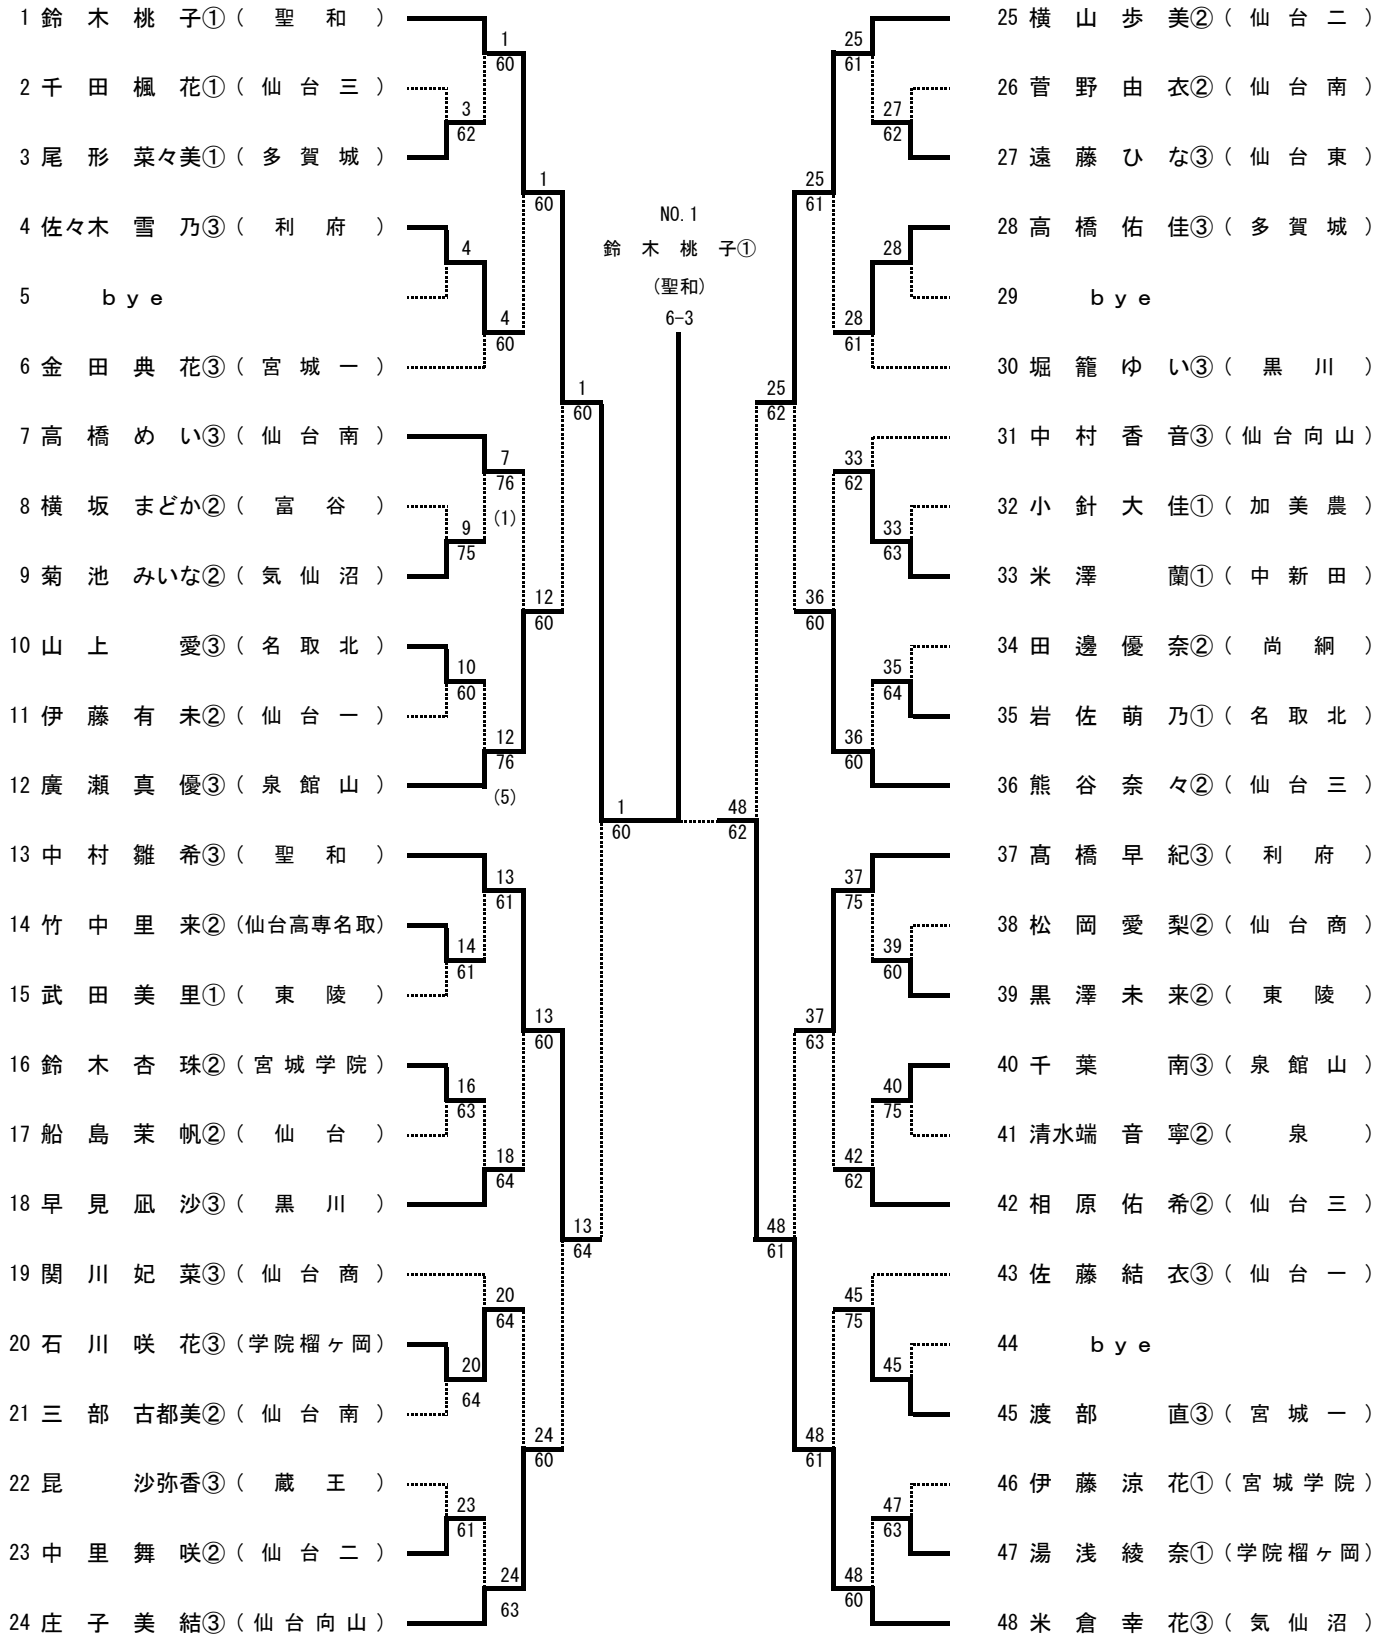 1 鈴木桃子①(聖和)
2 千田楓花①(仙台三)
3 尾形菜々美①(多賀城)
4 佐々木雪乃③(利府)
5 bye
6 金田典花③(宮城一)
7 高橋めい③(仙台南)
8 横坂まどか②(富谷)
9 菊池みいな②(気仙沼)
10 山上愛③(名取北)
11 伊藤有未②(仙台一)
12 廣瀬真優③(泉館山)
13 中村雛希③(聖和)
14 竹中里来②(仙台高専名取)
15 武田美里①(東陵)
16 鈴木杏珠②(宮城学院)
17 船島茉帆②(仙台)
18 早見凪沙③(黒川)
19 関川妃菜③(仙台商)
20 石川咲花③(学院榴ヶ岡)
21 三部古都美②(仙台南)
22 昆沙弥香③(蔵王)
23 中里舞咲②(仙台二)
24 庄子美結③(仙台向山)
3
62
4
9
75
10
60
14
61
16
63
20
64
23
61
1
60
4
60
7
76
(1)
12
76
(5)
13
61
18
64
20
64
24
63
1
60
12
60
13
60
24
60
1
60
13
64
1
60
NO.1
鈴木桃子①
(聖和)
6-3
48
62
25
62
48
61
25
61
36
60
37
63
48
61
25
61
28
61
33
62
36
60
37
75
42
62
45
75
48
60
27
62
28
33
63
35
64
39
60
40
75
45
47
63
25 横山歩美②(仙台二)
26 菅野由衣②(仙台南)
27 遠藤ひな③(仙台東)
28 高橋佑佳③(多賀城)
29 bye
30 堀籠ゆい③(黒川)
31 中村香音③(仙台向山)
32 小針大佳①(加美農)
33 米澤蘭①(中新田)
34 田邊優奈②(尚絅)
35 岩佐萌乃①(名取北)
36 熊谷奈々②(仙台三)
37 髙橋早紀③(利府)
38 松岡愛梨②(仙台商)
39 黒澤未来②(東陵)
40 千葉南③(泉館山)
41 清水端音寧②(泉)
42 相原佑希②(仙台三)
43 佐藤結衣③(仙台一)
44 bye
45 渡部直③(宮城一)
46 伊藤涼花①(宮城学院)
47 湯浅綾奈①(学院榴ヶ岡)
48 米倉幸花③(気仙沼)